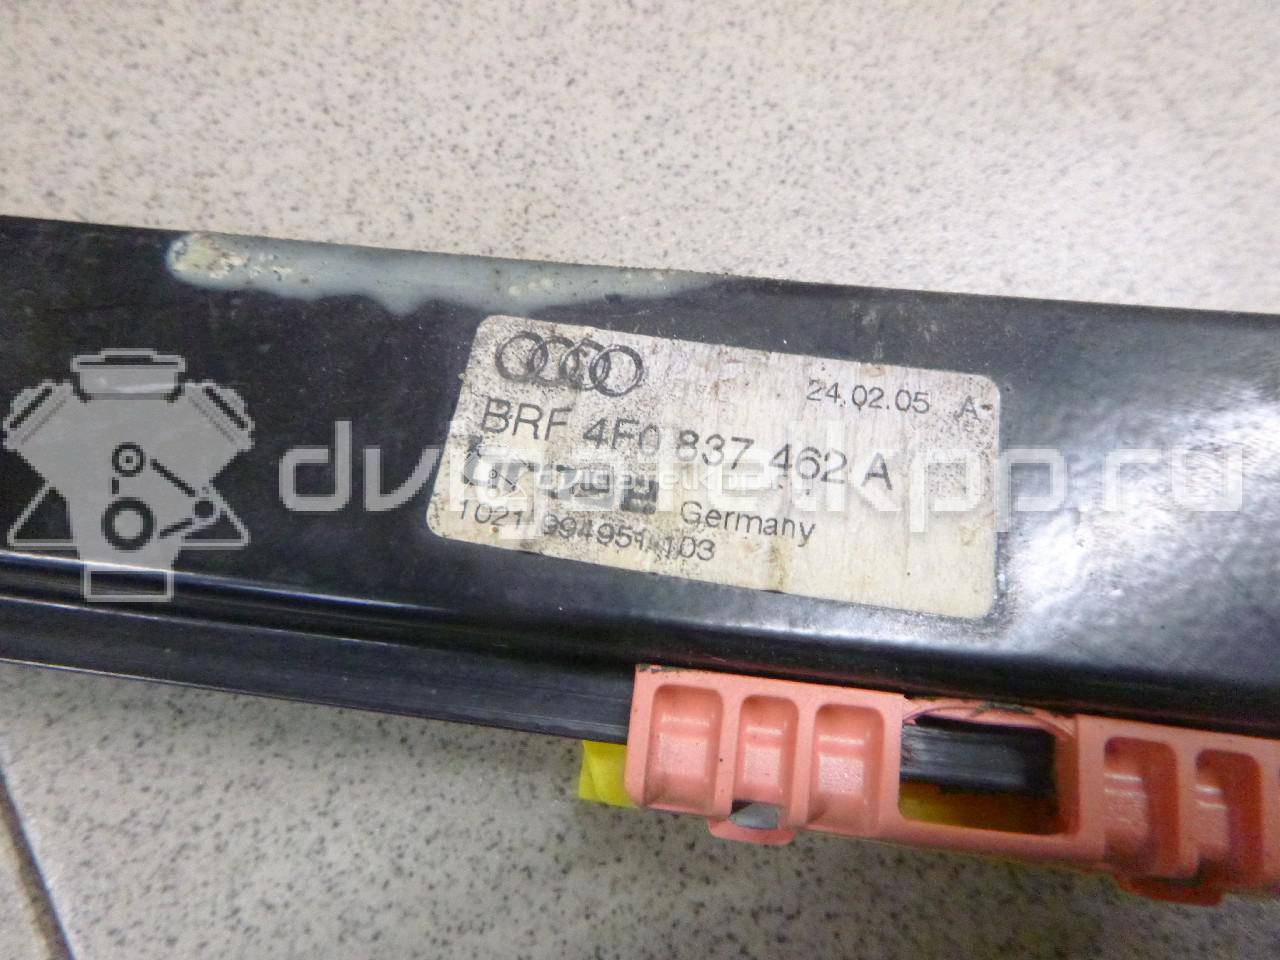 24.02.05 A
BRF 4F0 837 462 A
Germany
1021 994951 103
dvigatelkpp.ru